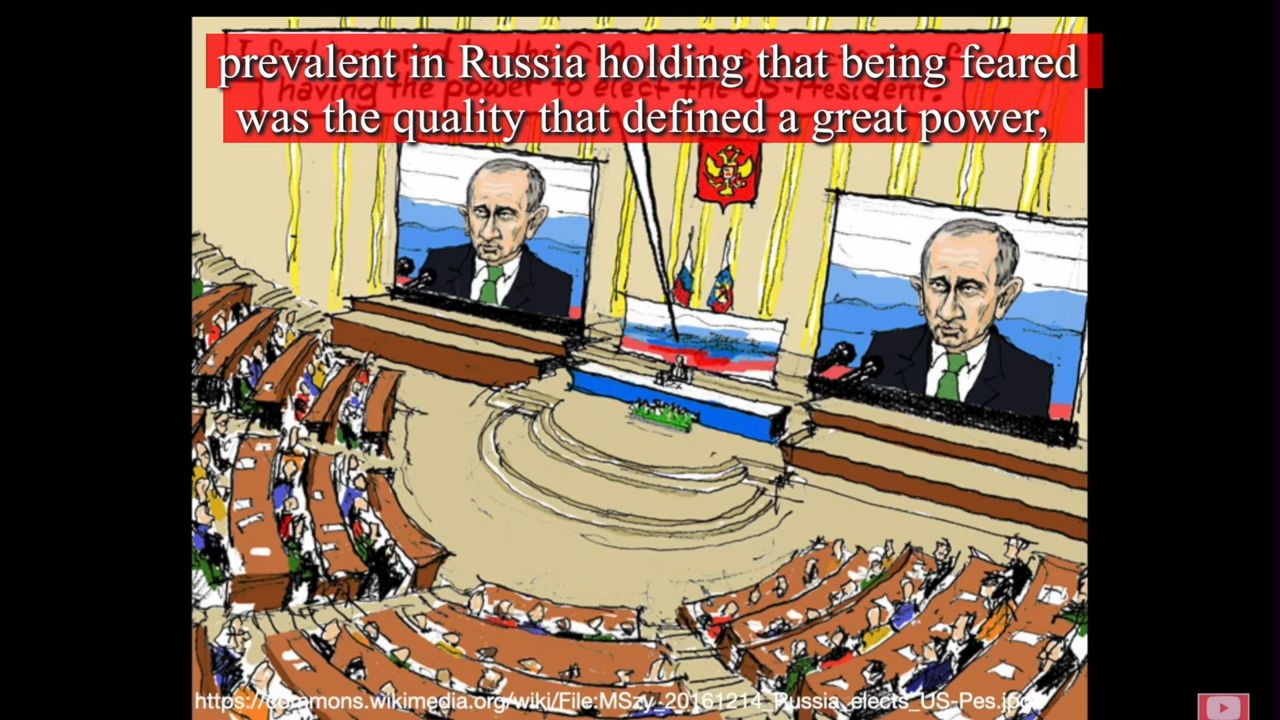 prevalent in Russia holding that being feared
was the quality that defined a great power,
having the power to elect the US-President.
https://commons.wikimedia.org/wiki/File:MSzy_20161214_Russia_elects_US-Pes.jpg